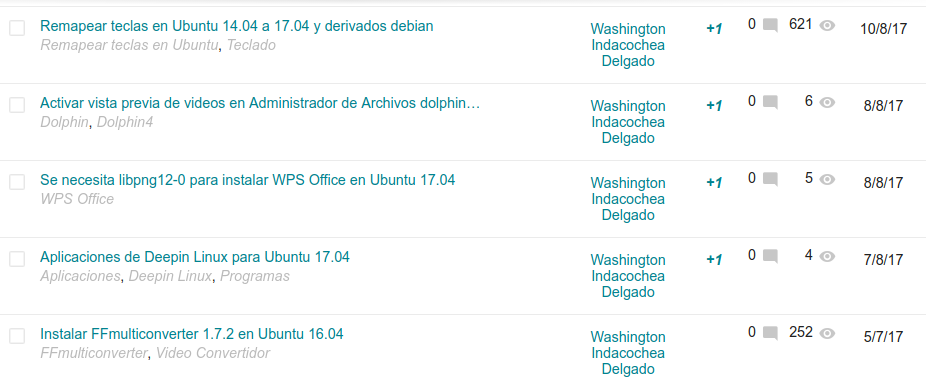 Remapear teclas en Ubuntu 14.04 a 17.04 y derivados debian
Remapear teclas en Ubuntu, Teclado
Washington
Indacochea
Delgado
+1
0
621
10/8/17
Activar vista previa de videos en Administrador de Archivos dolphin…
Dolphin, Dolphin4
Washington
Indacochea
Delgado
+1
0
6
8/8/17
Se necesita libpng12-0 para instalar WPS Office en Ubuntu 17.04
WPS Office
Washington
Indacochea
Delgado
+1
0
5
8/8/17
Aplicaciones de Deepin Linux para Ubuntu 17.04
Aplicaciones, Deepin Linux, Programas
Washington
Indacochea
Delgado
+1
0
4
7/8/17
Instalar FFmulticonverter 1.7.2 en Ubuntu 16.04
FFmulticonverter, Video Convertidor
Washington
Indacochea
Delgado
0
252
5/7/17